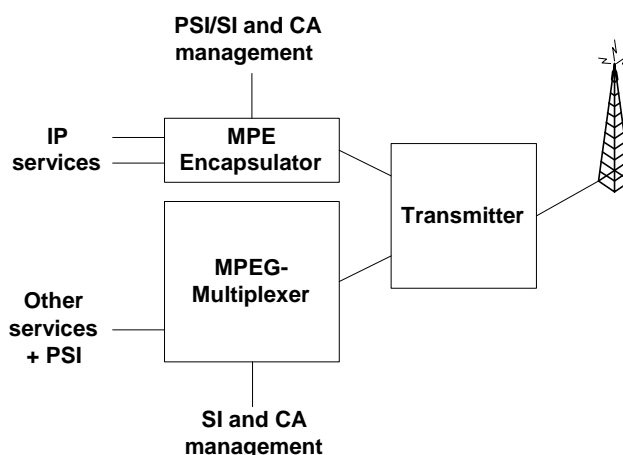 PSI/SI and CA
management
IP
services
MPE
Encapsulator
Transmitter
MPEG-
Multiplexer
Other
services
+ PSI
SI and CA
management